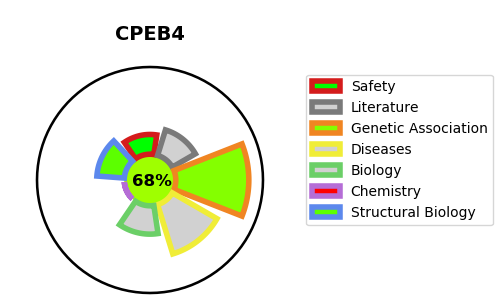 CPEB4
68%
Safety
Literature
Genetic Association
Diseases
Biology
Chemistry
Structural Biology